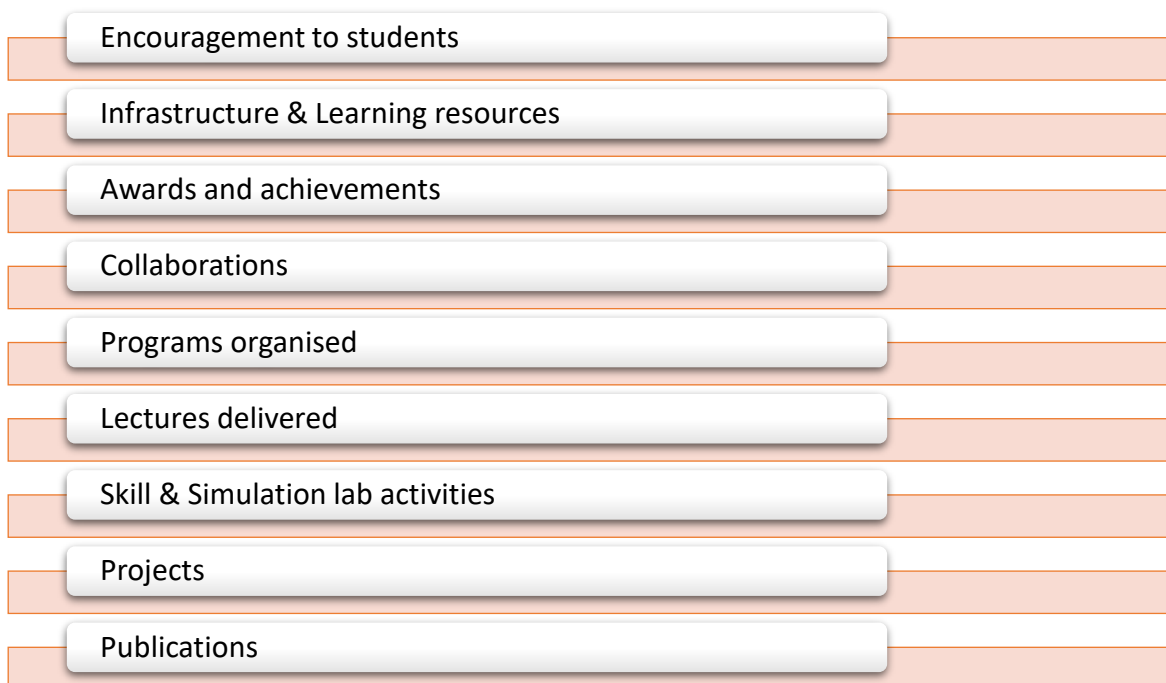 Encouragement to students
Infrastructure & Learning resources
Awards and achievements
Collaborations
Programs organised
Lectures delivered
Skill & Simulation lab activities
Projects
Publications